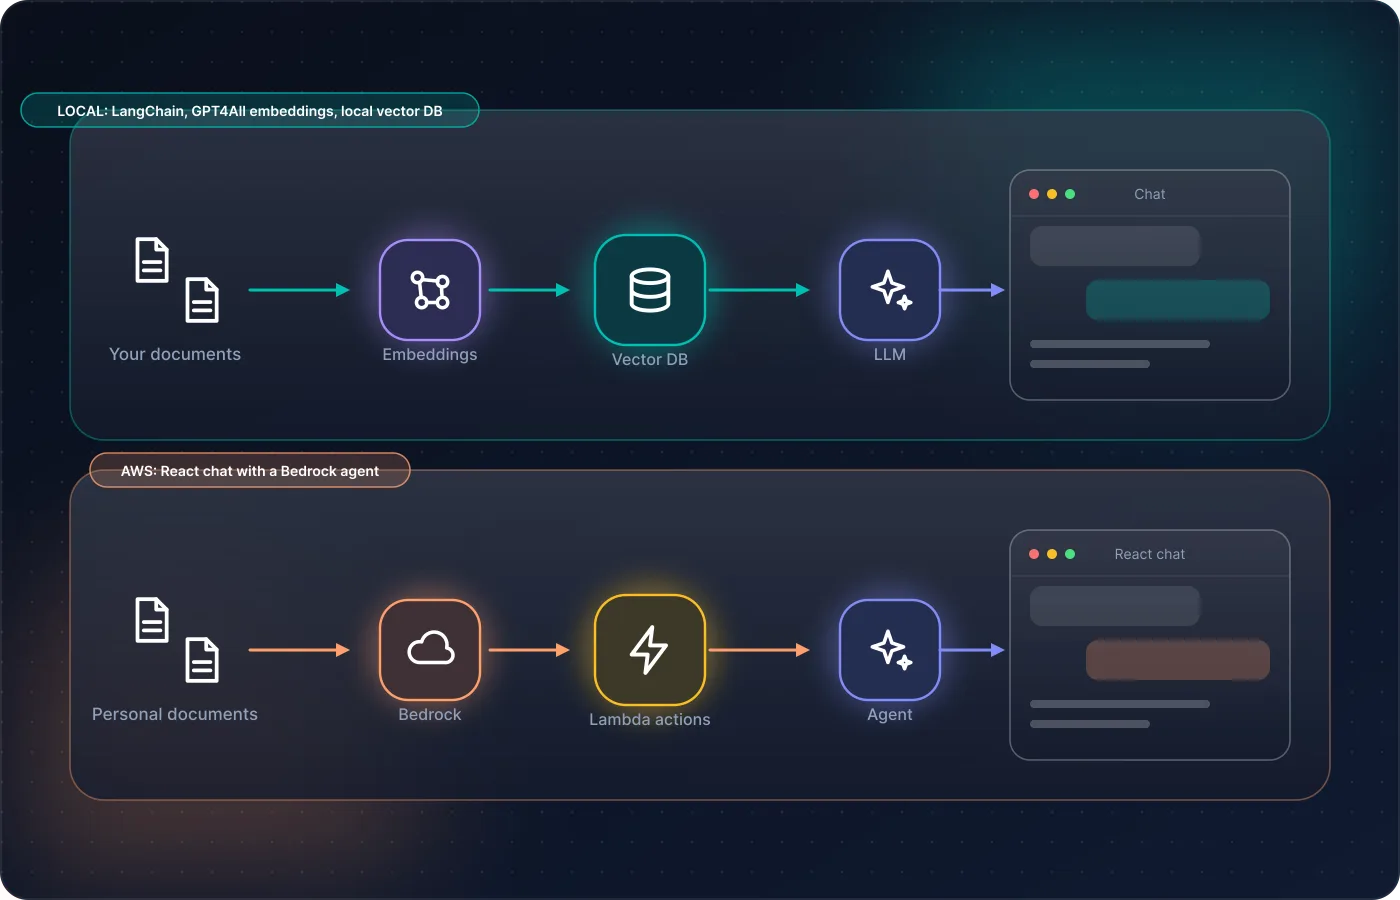 LOCAL: LangChain, GPT4All embeddings, local vector DB
Chat
Your documents
Embeddings
Vector DB
LLM
AWS: React chat with a Bedrock agent
React chat
Personal documents
Bedrock
Lambda actions
Agent